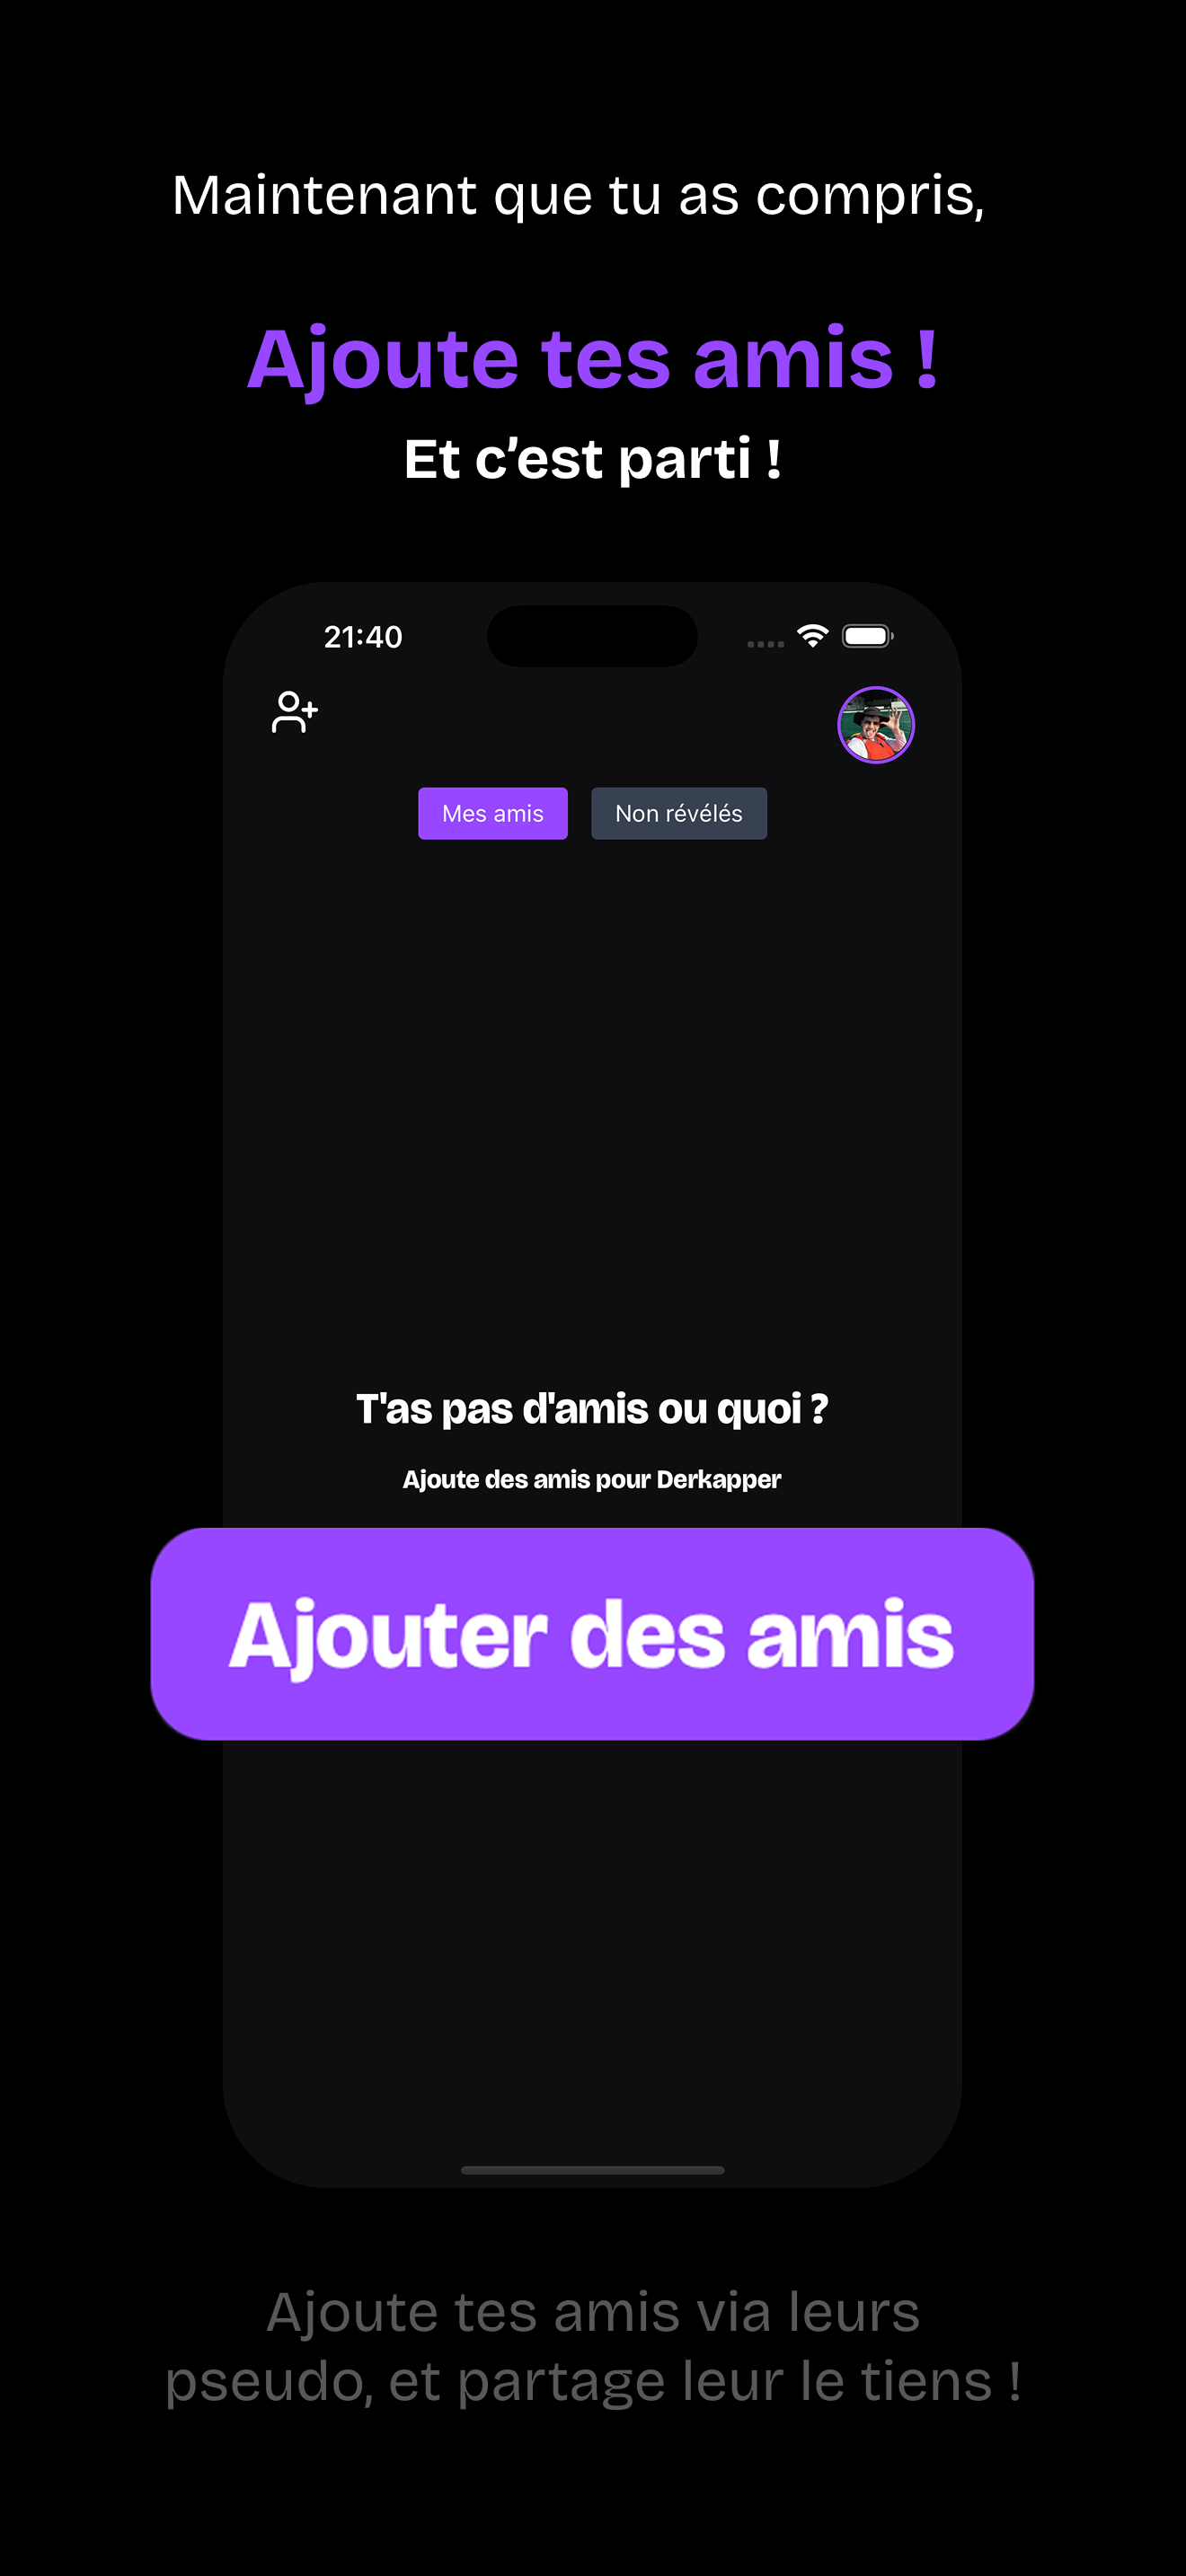 Maintenant que tu as compris,
Ajoute tes amis !
Et c’est parti !
21:40
Mes amis
Non révélés
T'as pas d'amis ou quoi ?
Ajoute des amis pour Derkapper
Ajouter des amis
Ajoute tes amis via leurs
pseudo, et partage leur le tiens !